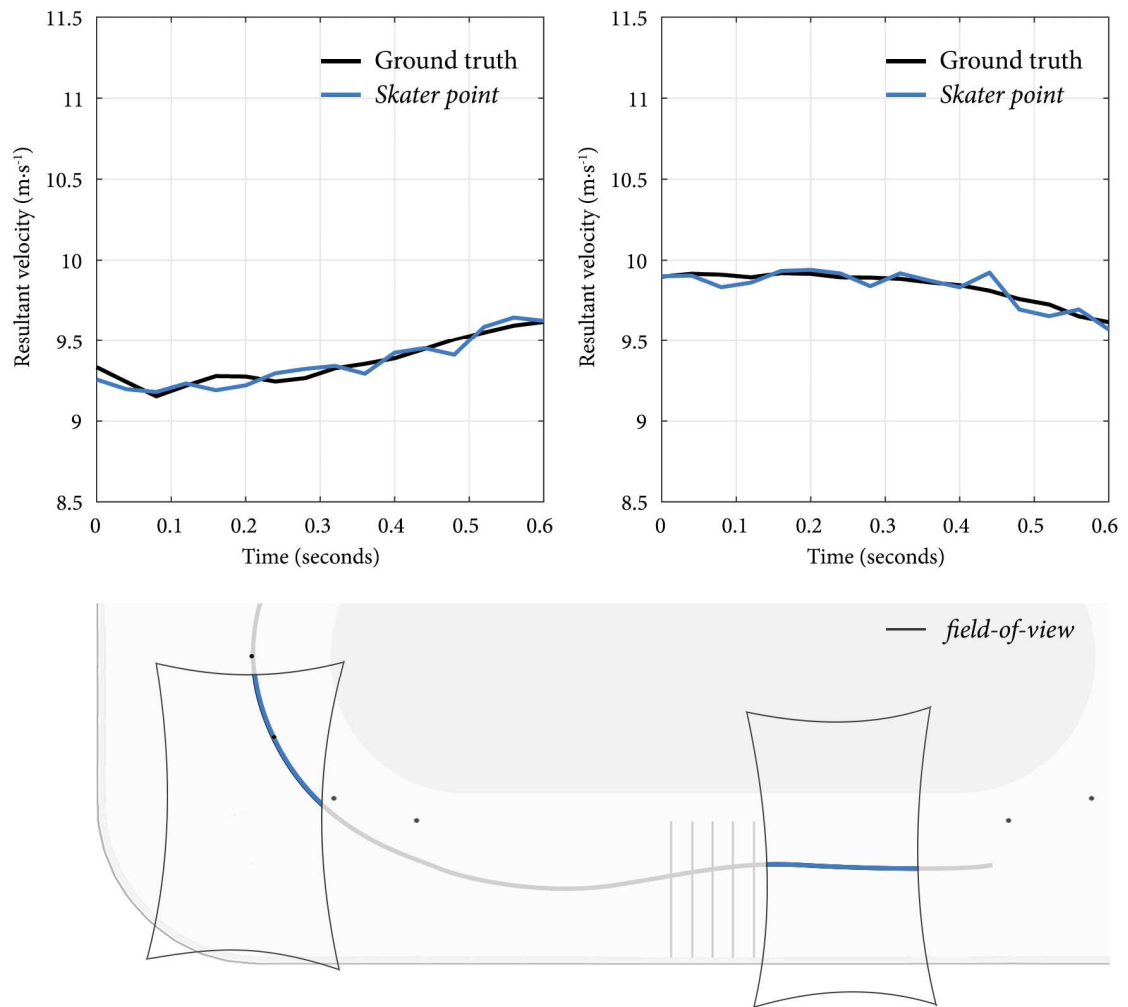 11.5
11
10.5
10
9.5
9
8.5
Resultant velocity (m·s⁻¹)
Ground truth
Skater point
0 0.1 0.2 0.3 0.4 0.5 0.6
Time (seconds)
11.5
11
10.5
10
9.5
9
8.5
Resultant velocity (m·s⁻¹)
Ground truth
Skater point
0 0.1 0.2 0.3 0.4 0.5 0.6
Time (seconds)
field-of-view